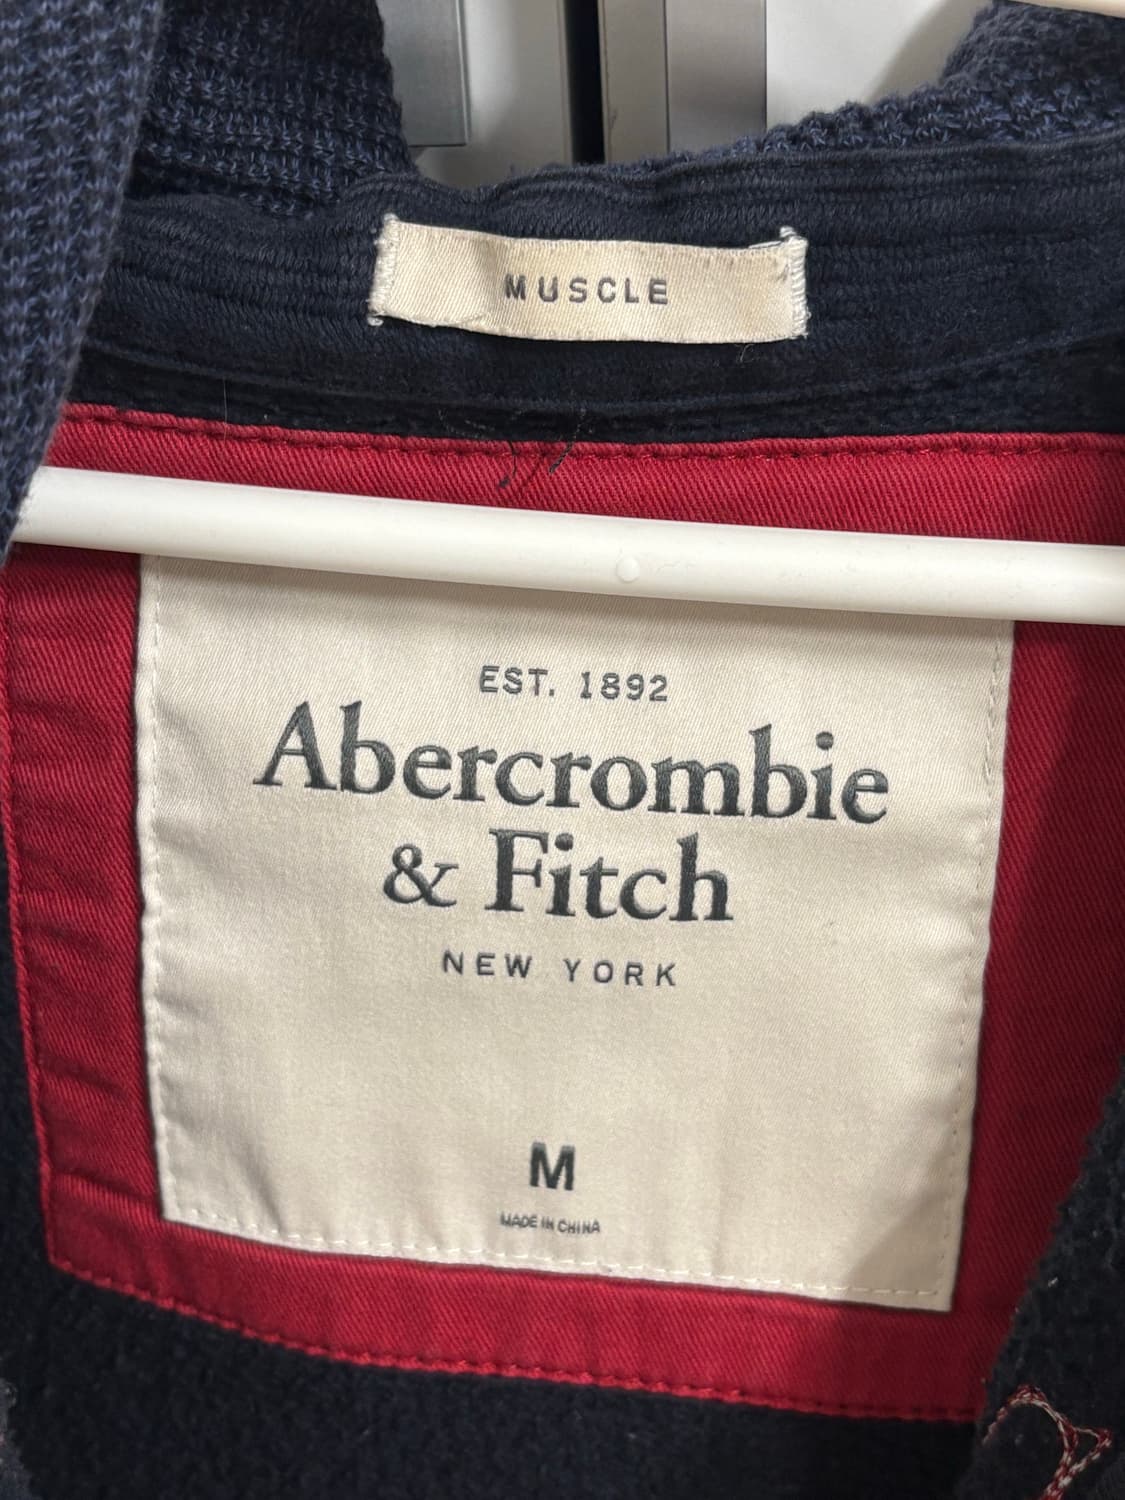 MUSCLE
EST. 1892
Abercrombie
& Fitch
NEW YORK
M
MADE IN CHINA